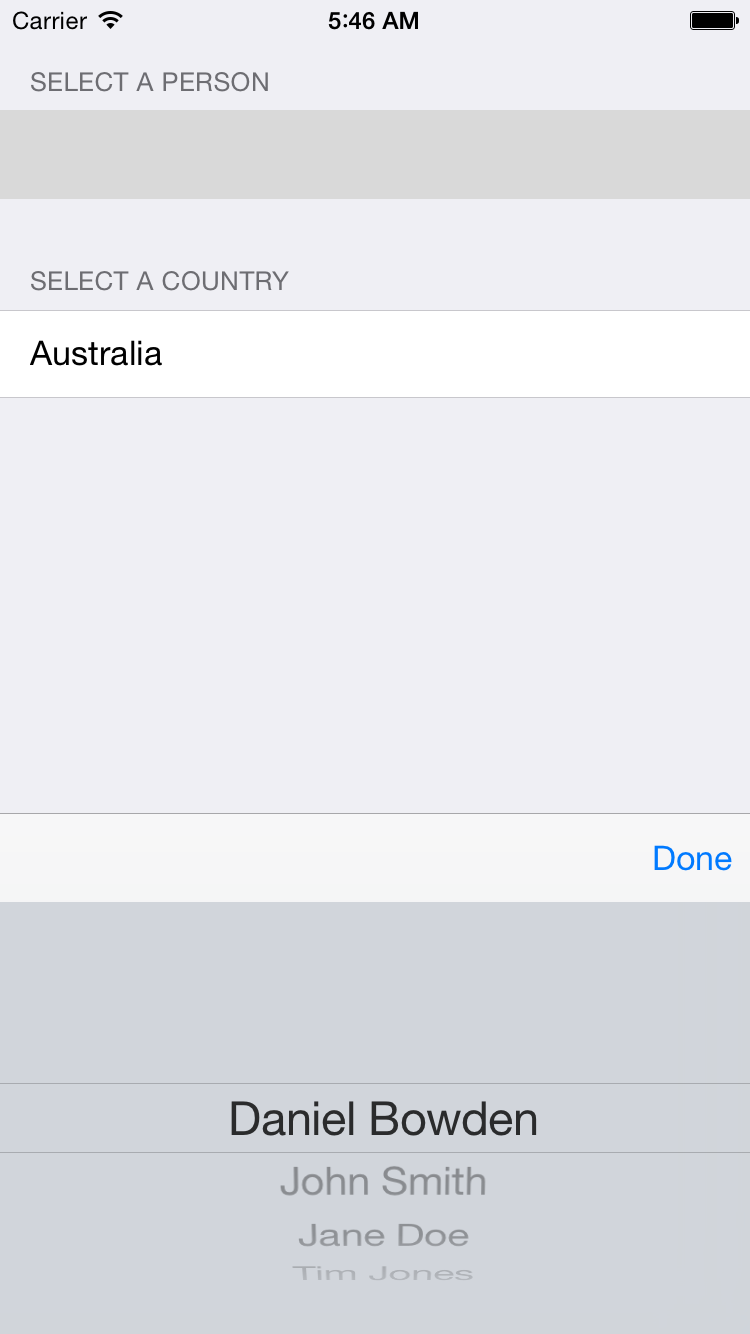 Carrier 5:46 AM
SELECT A PERSON
SELECT A COUNTRY
Australia
Done
Daniel Bowden
John Smith
Jane Doe
Tim Jones